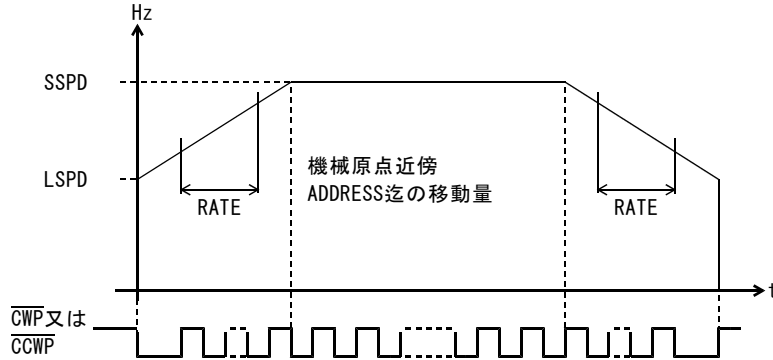 Hz
SSPD
LSPD
機械原点近傍
ADDRESS迄の移動量
RATE
RATE
t
CWP又は
CCWP